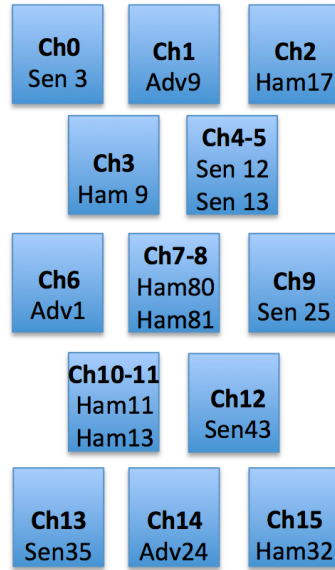 Ch0
Sen 3
Ch1
Adv9
Ch2
Ham17
Ch3
Ham 9
Ch4-5
Sen 12
Sen 13
Ch6
Adv1
Ch7-8
Ham80
Ham81
Ch9
Sen 25
Ch10-11
Ham11
Ham13
Ch12
Sen43
Ch13
Sen35
Ch14
Adv24
Ch15
Ham32